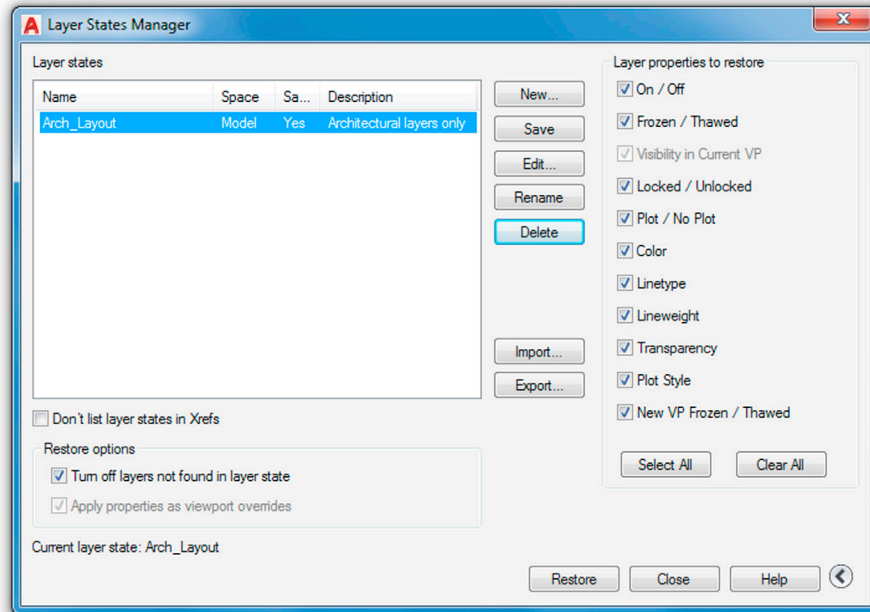 Layer States Manager
Layer states
Name Space Sa... Description
Arch_Layout Model Yes Architectural layers only
New...
Save
Edit...
Rename
Delete
Import...
Export...
Don't list layer states in Xrefs
Restore options
Turn off layers not found in layer state
Apply properties as viewport overrides
Current layer state: Arch_Layout
Layer properties to restore
On / Off
Frozen / Thawed
Visibility in Current VP
Locked / Unlocked
Plot / No Plot
Color
Linetype
Lineweight
Transparency
Plot Style
New VP Frozen / Thawed
Select All Clear All
Restore Close Help